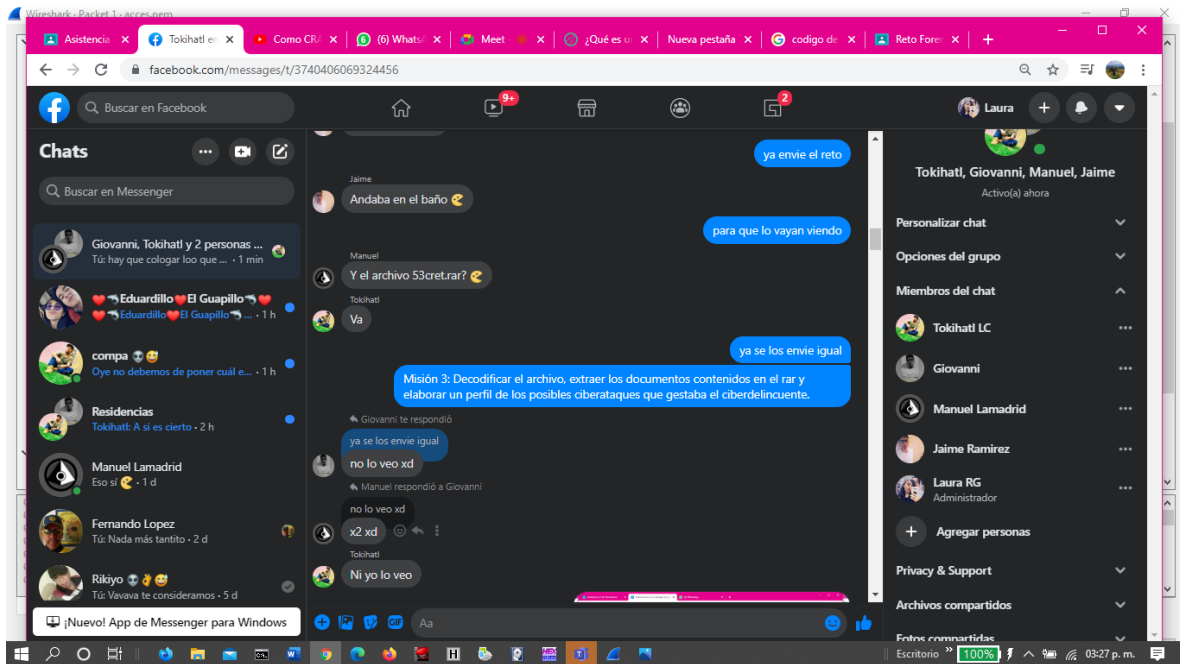 Wireshark · Packet 1 · acces.pem
Asistencia
Tokihatl en
Como CR
(6) Whats
Meet
¿Qué es u
Nueva pestaña
codigo de
Reto Fore
facebook.com/messages/t/3740406069324456
Buscar en Facebook
9+
2
Laura
Chats
Buscar en Messenger
Giovanni, Tokihatl y 2 personas ...
Tú: hay que cologar loo que ... · 1 min
Eduardillo❤️El Guapillo
Eduardillo❤️El Guapillo ... · 1 h
compa
Oye no debemos de poner cuál e... · 1 h
Residencias
Tokihatl: A si es cierto · 2 h
Manuel Lamadrid
Eso sí · 1 d
Fernando Lopez
Tú: Nada más tantito · 2 d
Rikiyo
Tú: Vavava te consideramos · 5 d
¡Nuevo! App de Messenger para Windows
ya envie el reto
Jaime
Andaba en el baño
para que lo vayan viendo
Manuel
Y el archivo 53cret.rar?
Tokihatl
Va
ya se los envie igual
Misión 3: Decodificar el archivo, extraer los documentos contenidos en el rar y
elaborar un perfil de los posibles ciberataques que gestaba el ciberdelincuente.
Giovanni te respondió
ya se los envie igual
no lo veo xd
Manuel respondió a Giovanni
no lo veo xd
x2 xd
Tokihatl
Ni yo lo veo
GIF
Aa
Tokihatl, Giovanni, Manuel, Jaime
Activo(a) ahora
Personalizar chat
Opciones del grupo
Miembros del chat
Tokihatl LC
Giovanni
Manuel Lamadrid
Jaime Ramirez
Laura RG
Administrador
Agregar personas
Privacy & Support
Archivos compartidos
Fotos compartidas
Escritorio
100%
03:27 p. m.